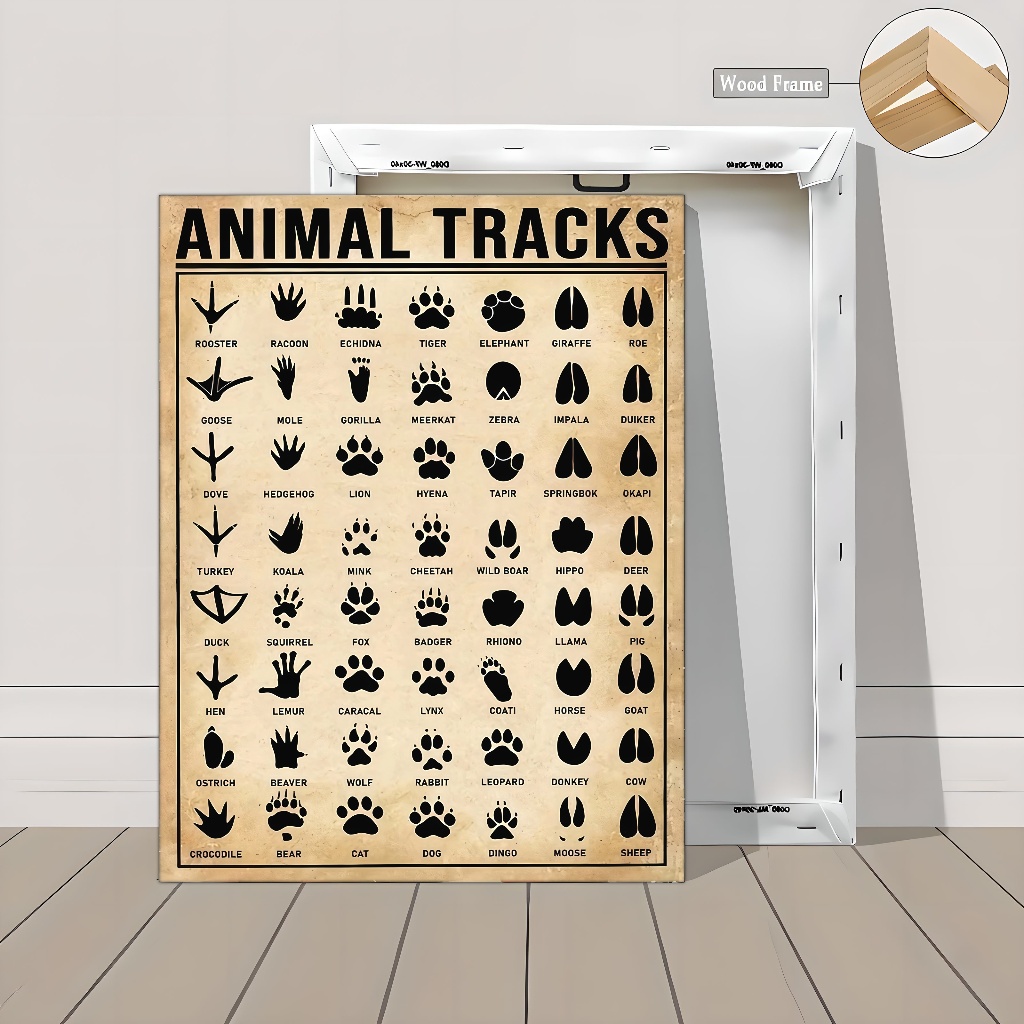 Wood Frame
ANIMAL TRACKS
ROOSTER RACOON ECHIDNA TIGER ELEPHANT GIRAFFE ROE
GOOSE MOLE GORILLA MEERKAT ZEBRA IMPALA DUIKER
DOVE HEDGEHOG LION HYENA TAPIR SPRINGBOK OKAPI
TURKEY KOALA MINK CHEETAH WILD BOAR HIPPO DEER
DUCK SQUIRREL FOX BADGER RHIONO LLAMA PIG
HEN LEMUR CARACAL LYNX COATI HORSE GOAT
OSTRICH BEAVER WOLF RABBIT LEOPARD DONKEY COW
CROCODILE BEAR CAT DOG DINGO MOOSE SHEEP